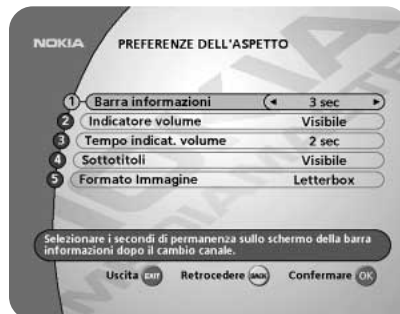 NOKIA PREFERENZE DELL'ASPETTO
1 Barra informazioni 3 sec
2 Indicatore volume Visibile
3 Tempo indicat. volume 2 sec
4 Sottotitoli Visibile
5 Formato Immagine Letterbox
Selezionare i secondi di permanenza sullo schermo della barra
informazioni dopo il cambio canale.
Uscita EXIT Retrocedere BACK Confermare OK